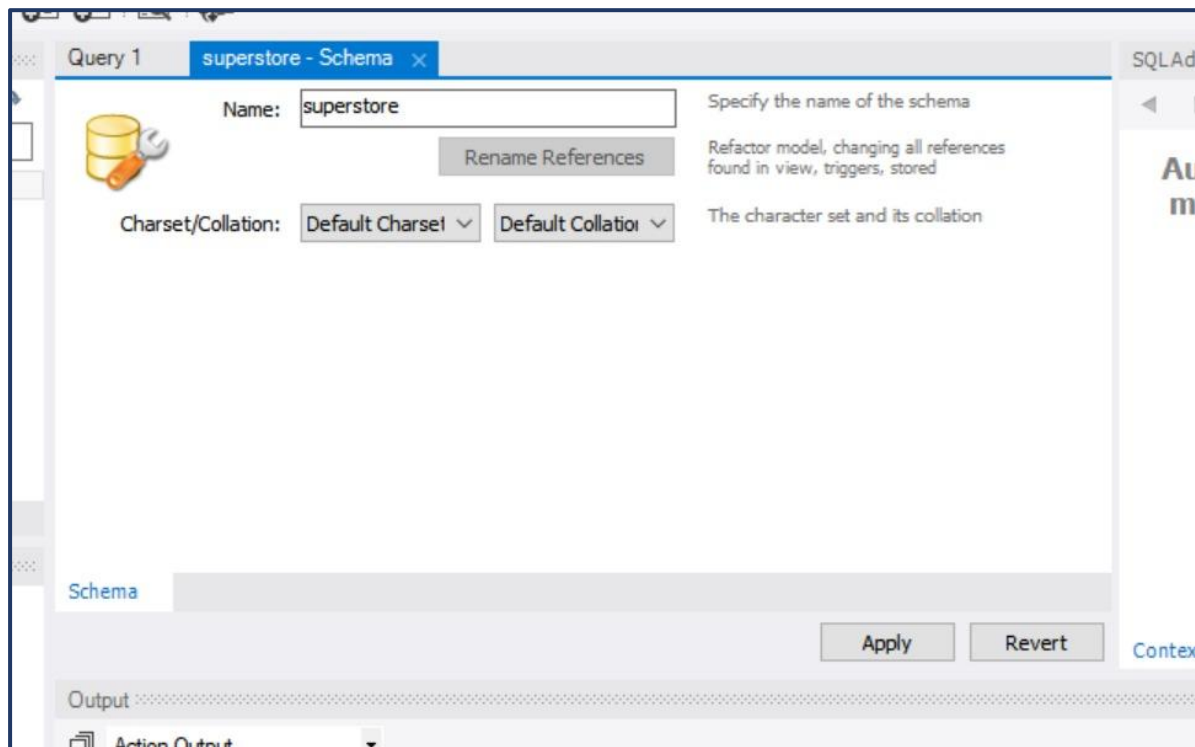 Query 1
superstore - Schema
SQLAd
Name:
superstore
Specify the name of the schema
Rename References
Refactor model, changing all references
found in view, triggers, stored
Au
m
Charset/Collation:
Default Charset
Default Collation
The character set and its collation
Schema
Apply
Revert
Contex
Output
Action Output